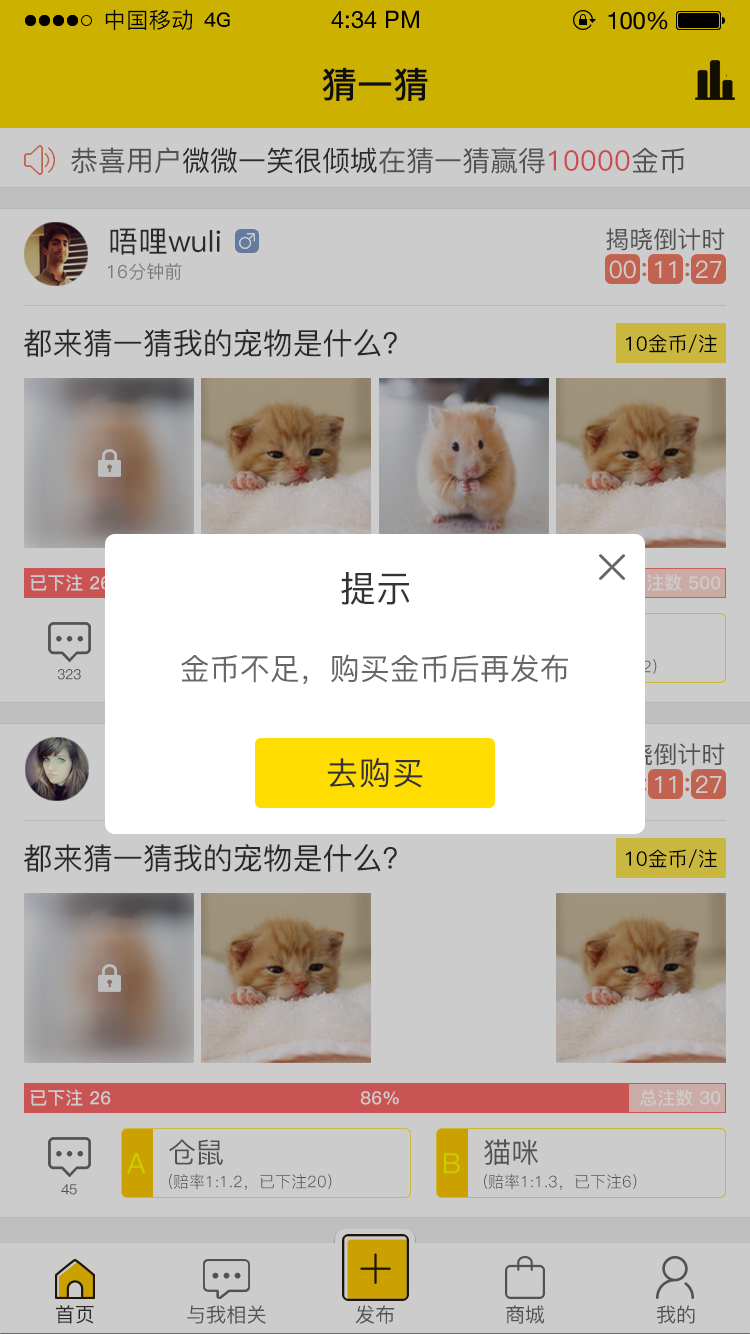 中国移动 4G 4:34 PM 100%
猜一猜
恭喜用户微微一笑很倾城在猜一猜赢得10000金币
唔哩wuli
16分钟前
揭晓倒计时
00:11:27
都来猜一猜我的宠物是什么?
10金币/注
已下注 26
注数 500
323
2)
提示
金币不足，购买金币后再发布
去购买
倒计时
:11:27
都来猜一猜我的宠物是什么?
10金币/注
已下注 26 86% 总注数 30
45
A 仓鼠
(赔率1:1.2，已下注20)
B 猫咪
(赔率1:1.3，已下注6)
首页 与我相关 发布 商城 我的